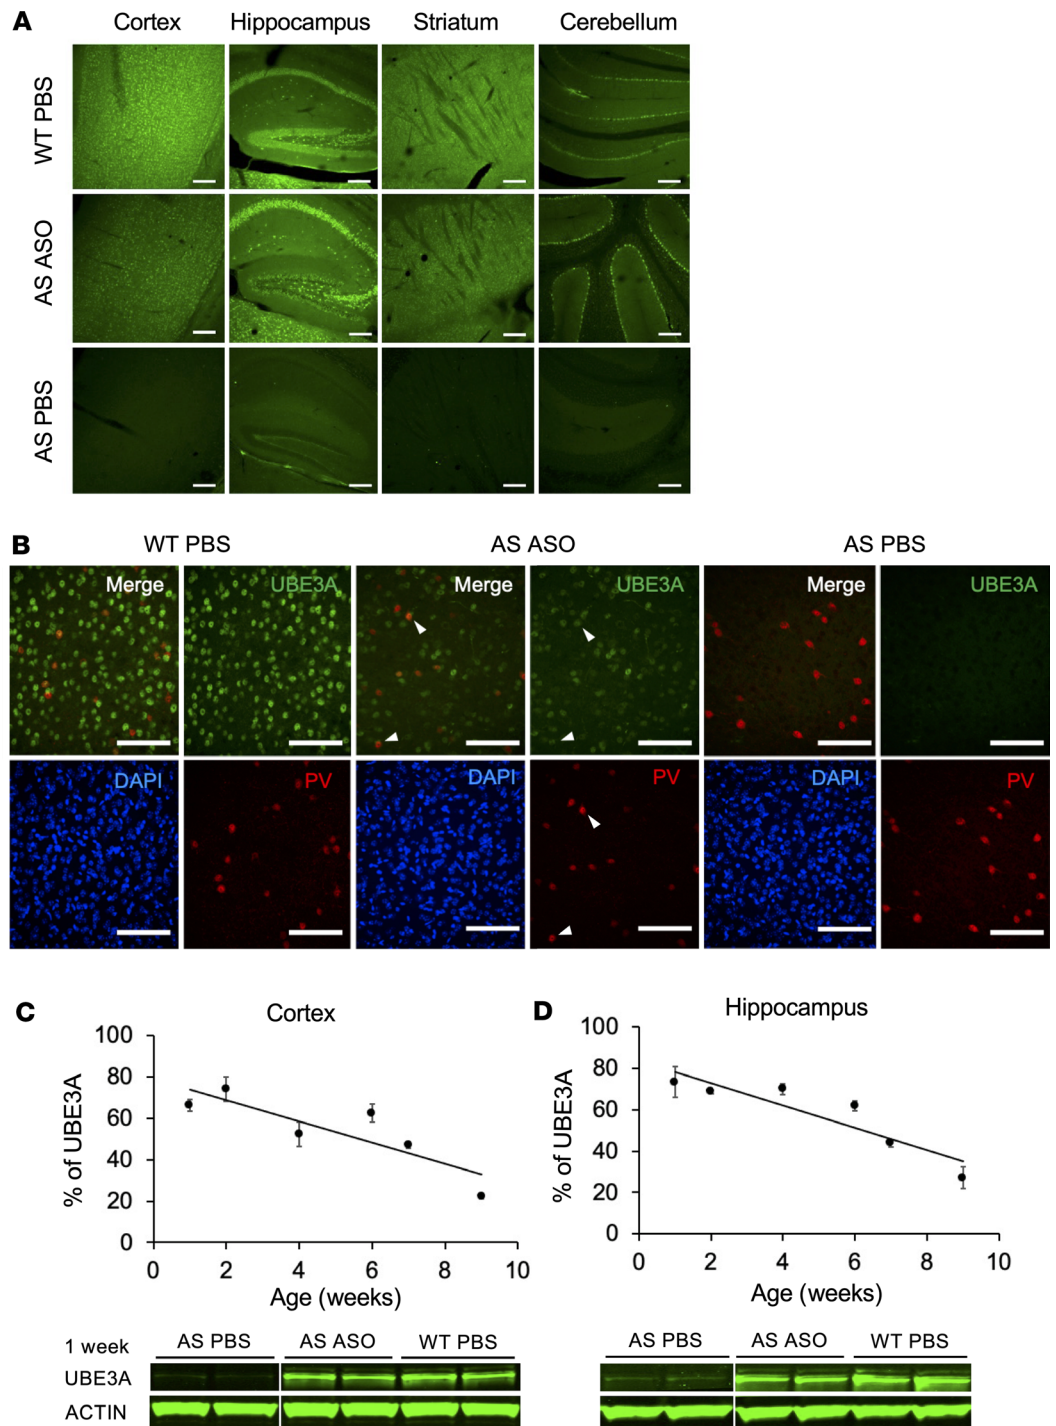 A
Cortex Hippocampus Striatum Cerebellum
WT PBS
AS ASO
AS PBS
B
WT PBS AS ASO AS PBS
Merge UBE3A Merge UBE3A Merge UBE3A
DAPI PV DAPI PV DAPI PV
C
Cortex
% of UBE3A
100
80
60
40
20
0
0 2 4 6 8 10
Age (weeks)
1 week AS PBS AS ASO WT PBS
UBE3A
ACTIN
D
Hippocampus
% of UBE3A
100
80
60
40
20
0
0 2 4 6 8 10
Age (weeks)
AS PBS AS ASO WT PBS